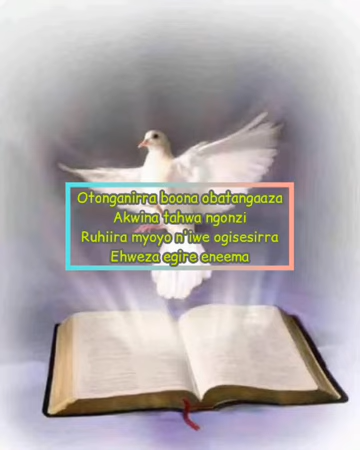 Otonganirra boona obatangaaza
Akwina tahwa ngonzi
Ruhiira myoyo n'iwe ogisesirra
Ehweza egire eneema